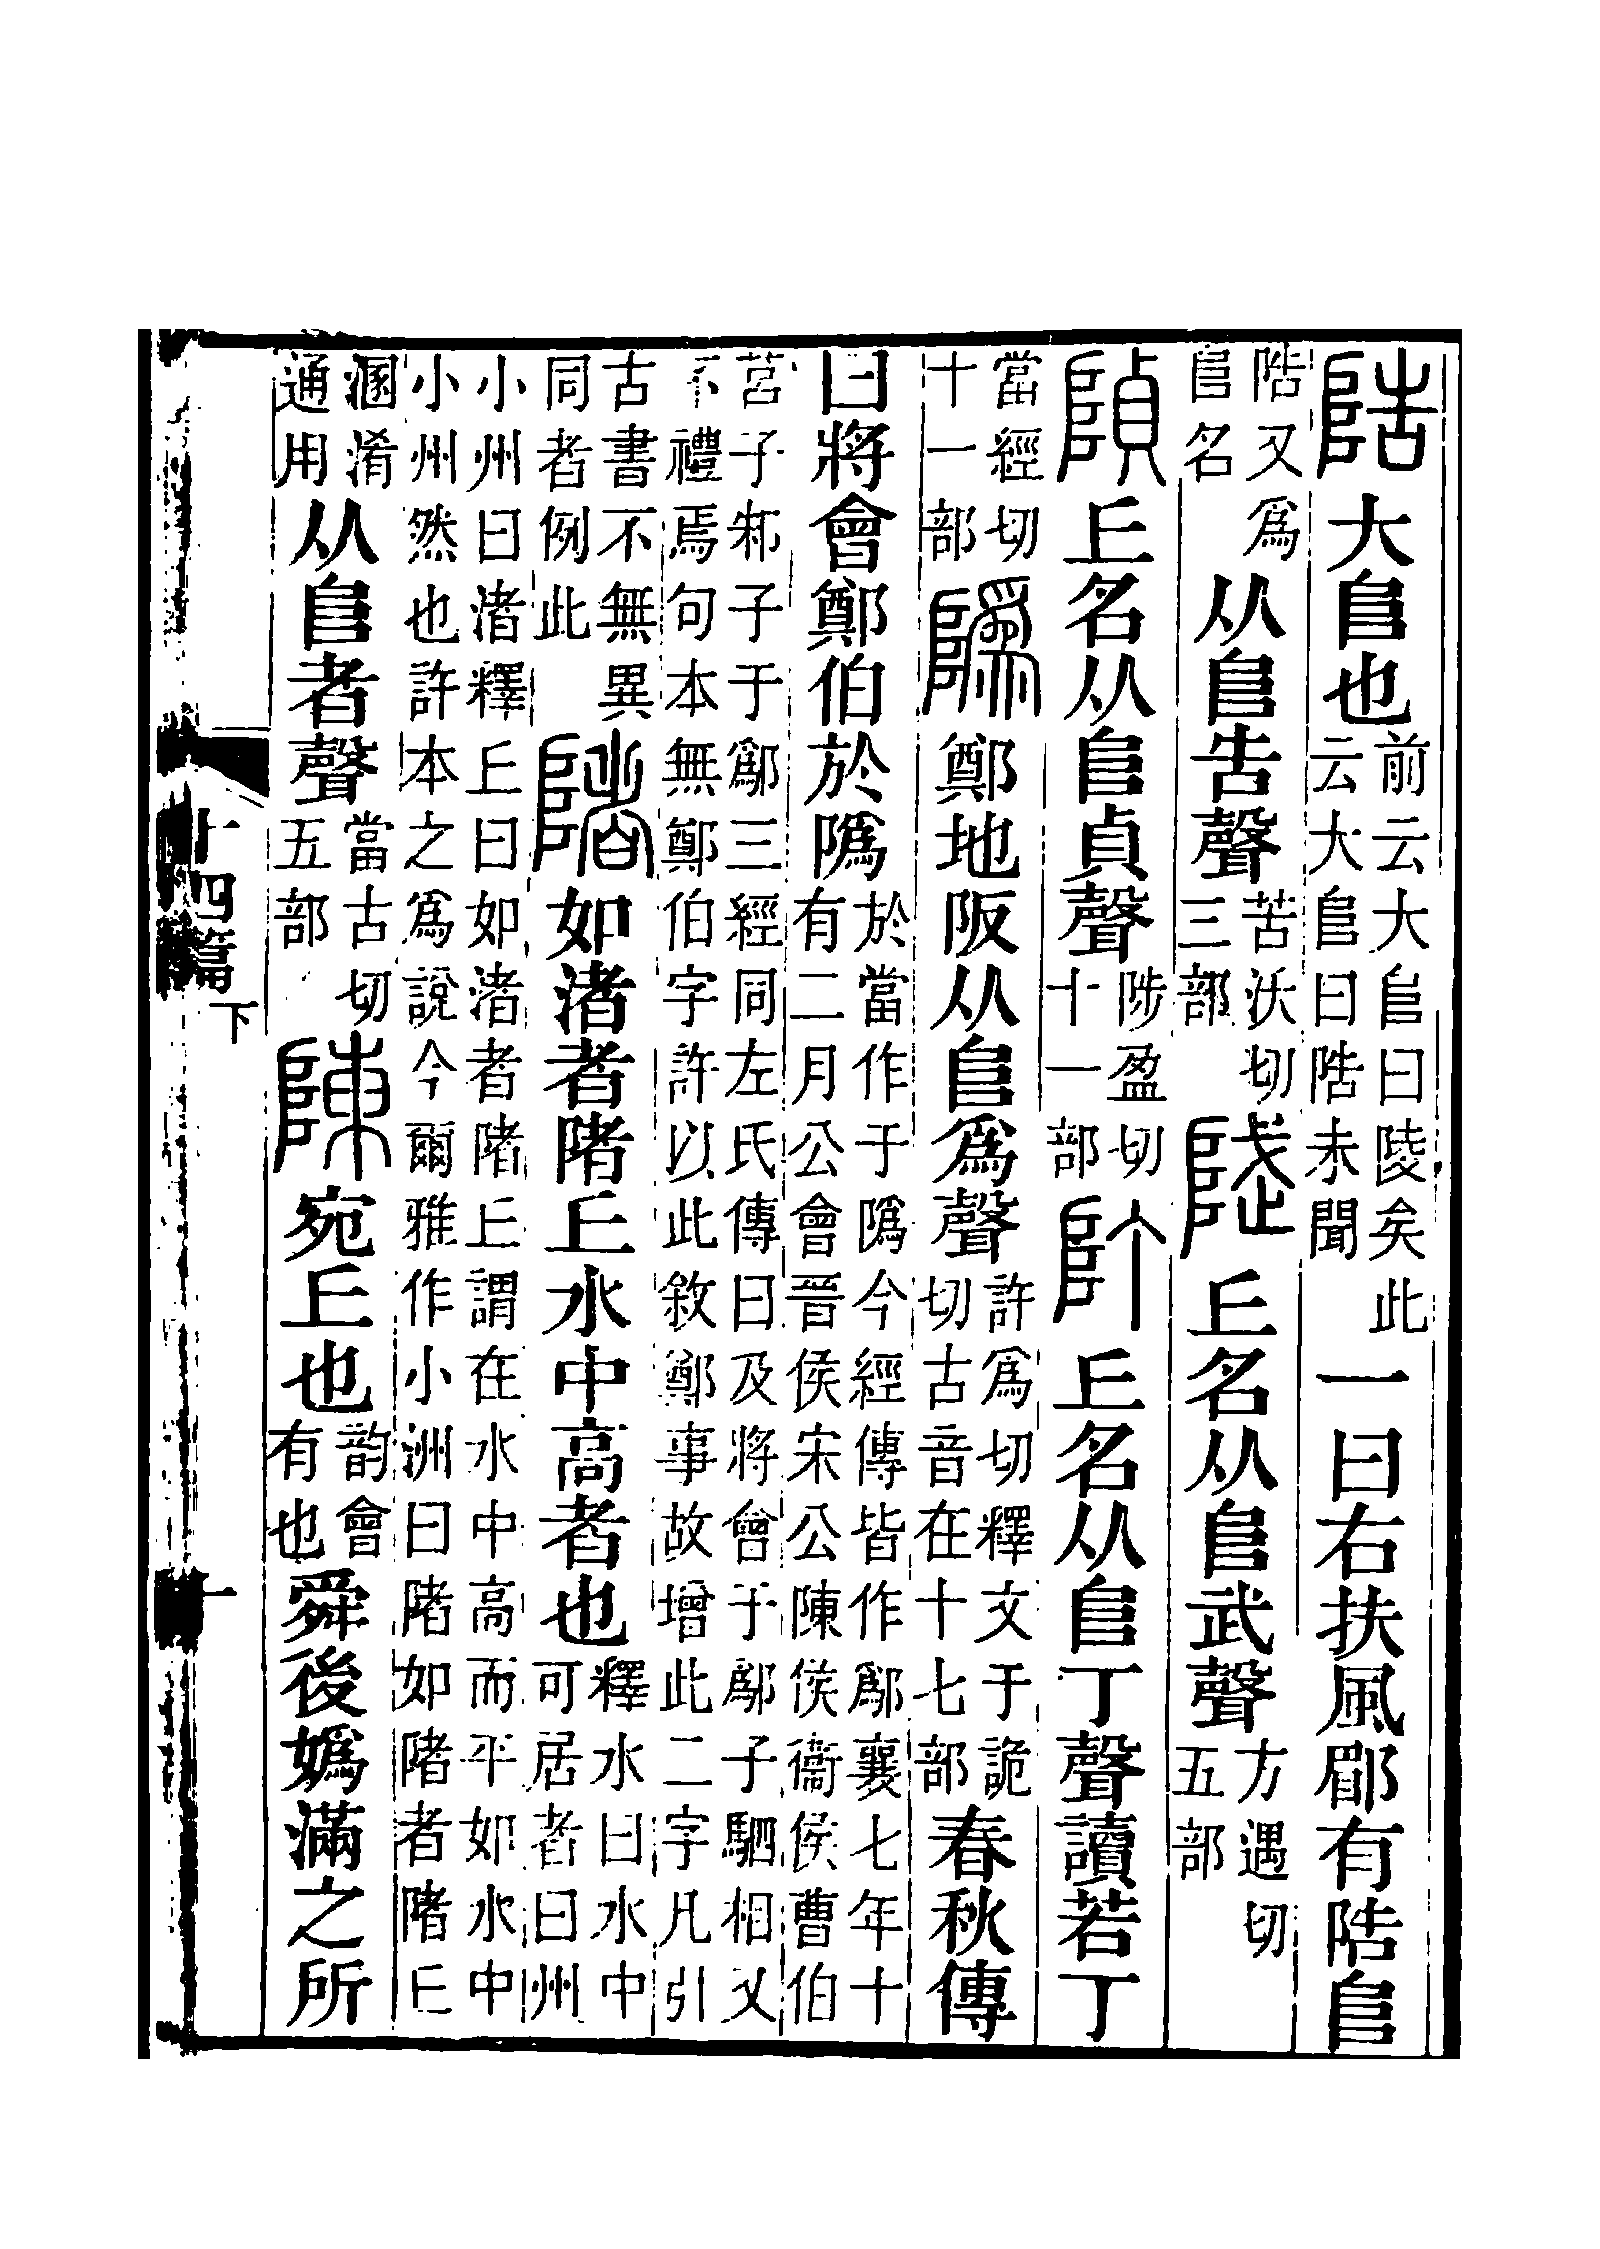 䧊大𨸏也前云大𨸏曰陵矣此云大𨸏曰䧊未聞一曰右扶風郿有䧊𨸏
䧊又爲𨸏名从𨸏告聲苦沃切三部陚丘名从𨸏武聲方遇切五部
丘名从𨸏貞聲陟盈切十一部丘名从𨸏丁聲讀若丁
當經切十一部䧦鄭地阪从𨸏爲聲許爲切釋文于詭切古音在十七部春秋傳
曰將會鄭伯於䧦於當作于䧦今經傳皆作鄬襄七年十有二月公會晉侯宋公陳侯衞侯曹伯
莒子邾子于鄬三經同左氏傳曰及將會于鄬子駟相又不禮焉句本無鄭伯字許以此敘鄭事故增此二字凡引
古書不無異同者例此陼如渚者陼丘水中高者也釋水曰水中可居者曰州
小州曰渚釋丘曰如渚者陼丘謂在水中高而平如水中小州然也許本之爲說今爾雅作小洲曰陼如陼者陼丘
溷淆通用从𨸏者聲當古切五部陳宛丘也韵會有也舜後嬀滿之所
十四篇下
十